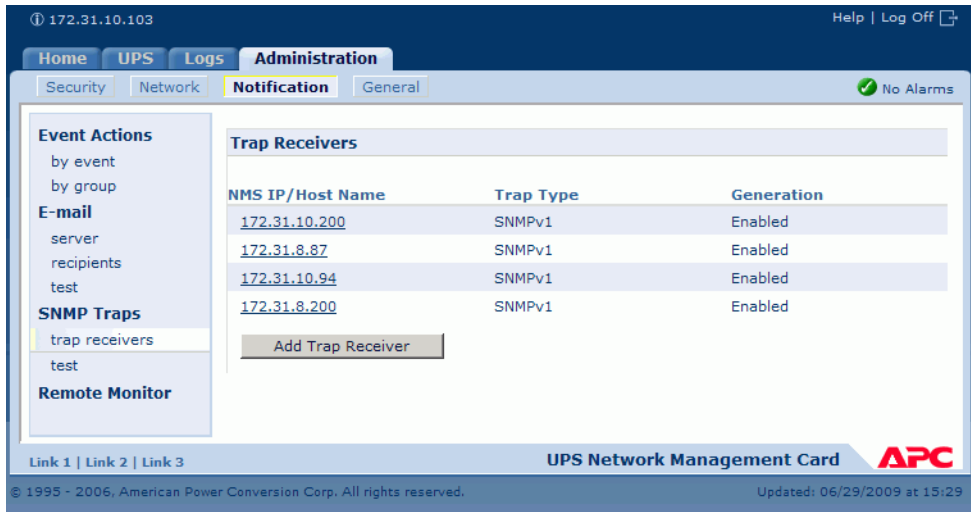 172.31.10.103
Help | Log Off
Home UPS Logs Administration
Security Network Notification General
No Alarms
Event Actions
by event
by group
E-mail
server
recipients
test
SNMP Traps
trap receivers
test
Remote Monitor
Trap Receivers
NMS IP/Host Name Trap Type Generation
172.31.10.200 SNMPv1 Enabled
172.31.8.87 SNMPv1 Enabled
172.31.10.94 SNMPv1 Enabled
172.31.8.200 SNMPv1 Enabled
Add Trap Receiver
Link 1 | Link 2 | Link 3
UPS Network Management Card
APC
© 1995 - 2006, American Power Conversion Corp. All rights reserved.
Updated: 06/29/2009 at 15:29